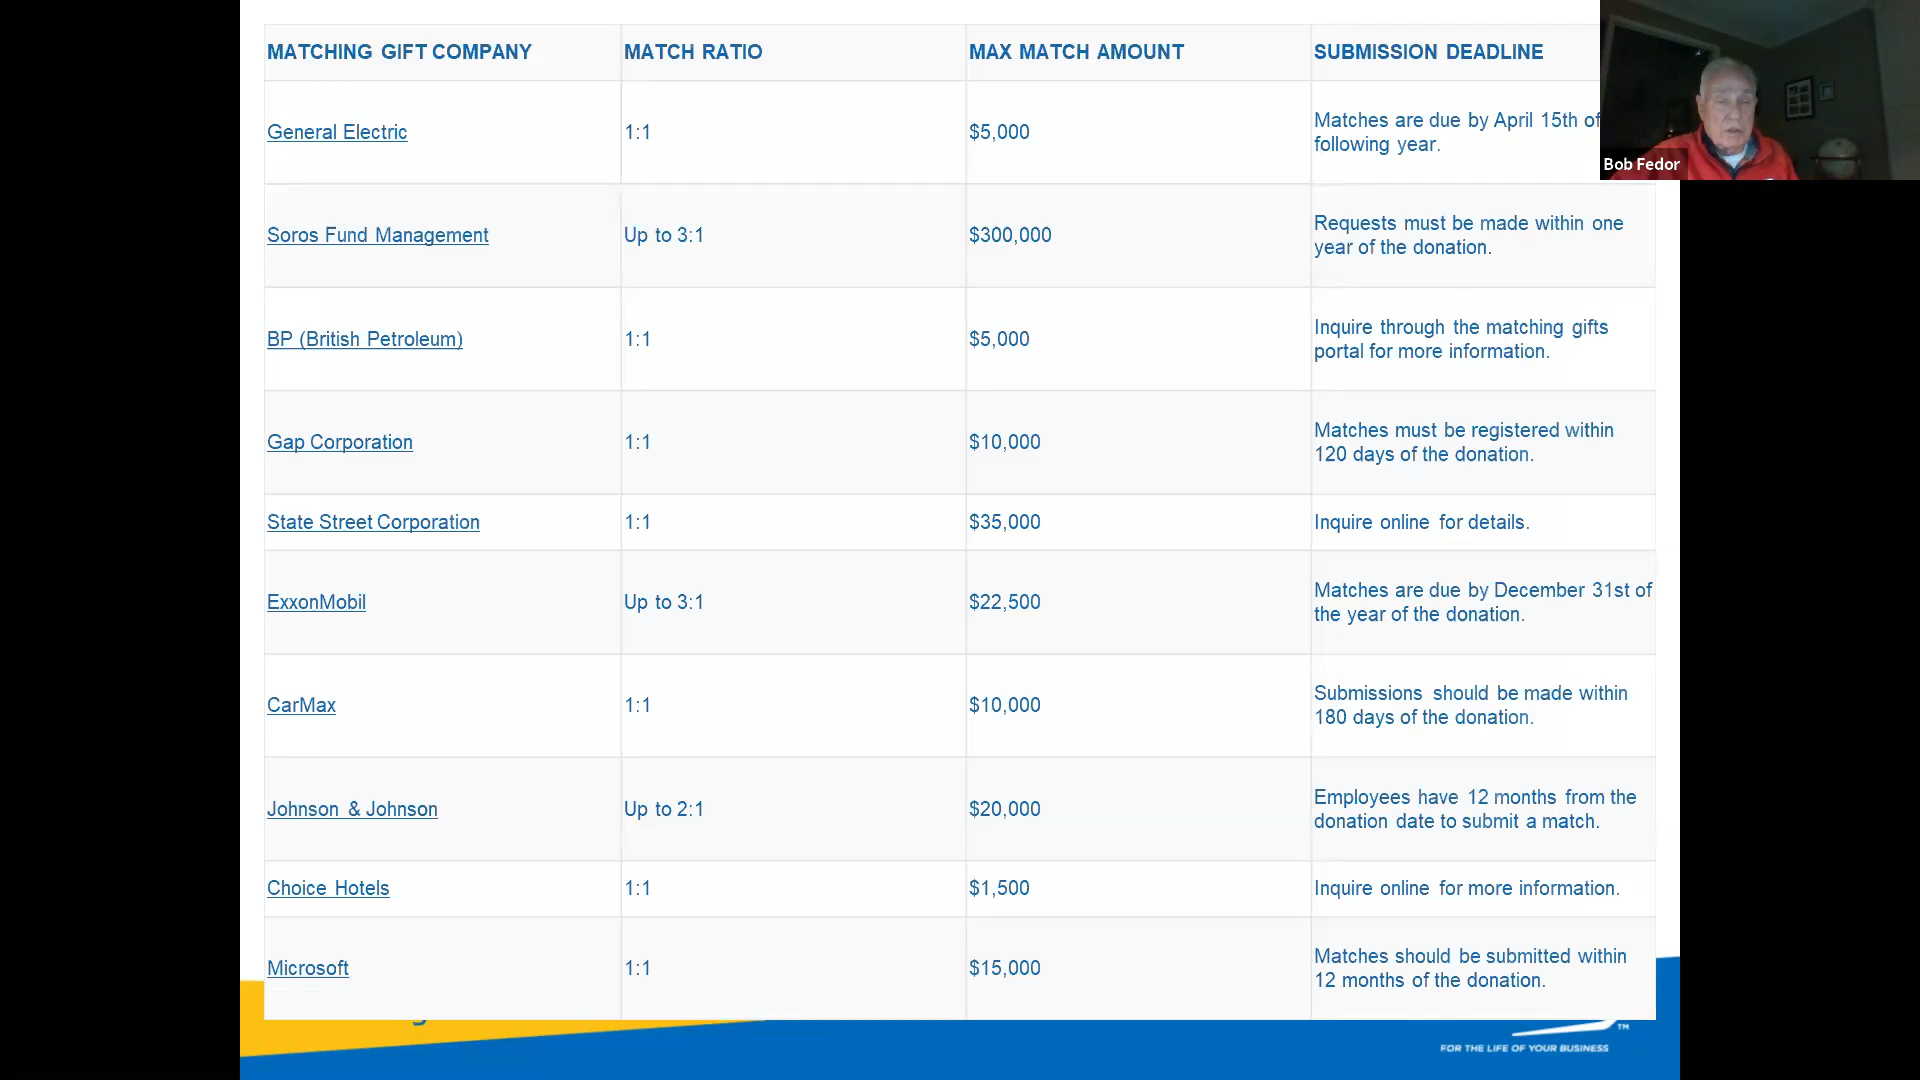 MATCHING GIFT COMPANY MATCH RATIO MAX MATCH AMOUNT SUBMISSION DEADLINE
General Electric 1:1 $5,000 Matches are due by April 15th of
following year.
Bob Fedor
Soros Fund Management Up to 3:1 $300,000 Requests must be made within one
year of the donation.
BP (British Petroleum) 1:1 $5,000 Inquire through the matching gifts
portal for more information.
Gap Corporation 1:1 $10,000 Matches must be registered within
120 days of the donation.
State Street Corporation 1:1 $35,000 Inquire online for details.
ExxonMobil Up to 3:1 $22,500 Matches are due by December 31st of
the year of the donation.
CarMax 1:1 $10,000 Submissions should be made within
180 days of the donation.
Johnson & Johnson Up to 2:1 $20,000 Employees have 12 months from the
donation date to submit a match.
Choice Hotels 1:1 $1,500 Inquire online for more information.
Microsoft 1:1 $15,000 Matches should be submitted within
12 months of the donation.
TM
FOR THE LIFE OF YOUR BUSINESS